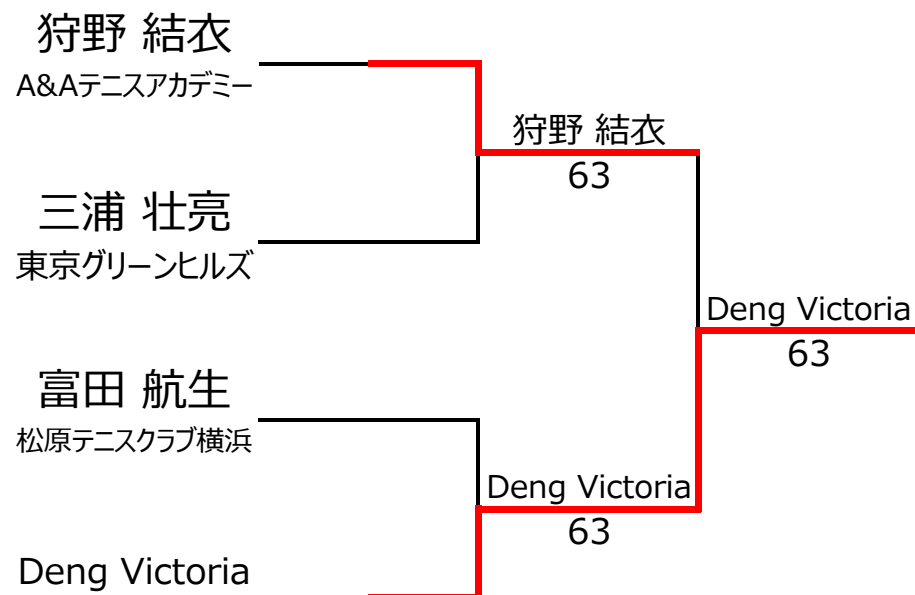 狩野 結衣
A&Aテニスアカデミー
狩野 結衣
63
三浦 壮亮
東京グリーンヒルズ
Deng Victoria
63
富田 航生
松原テニスクラブ横浜
Deng Victoria
63
Deng Victoria